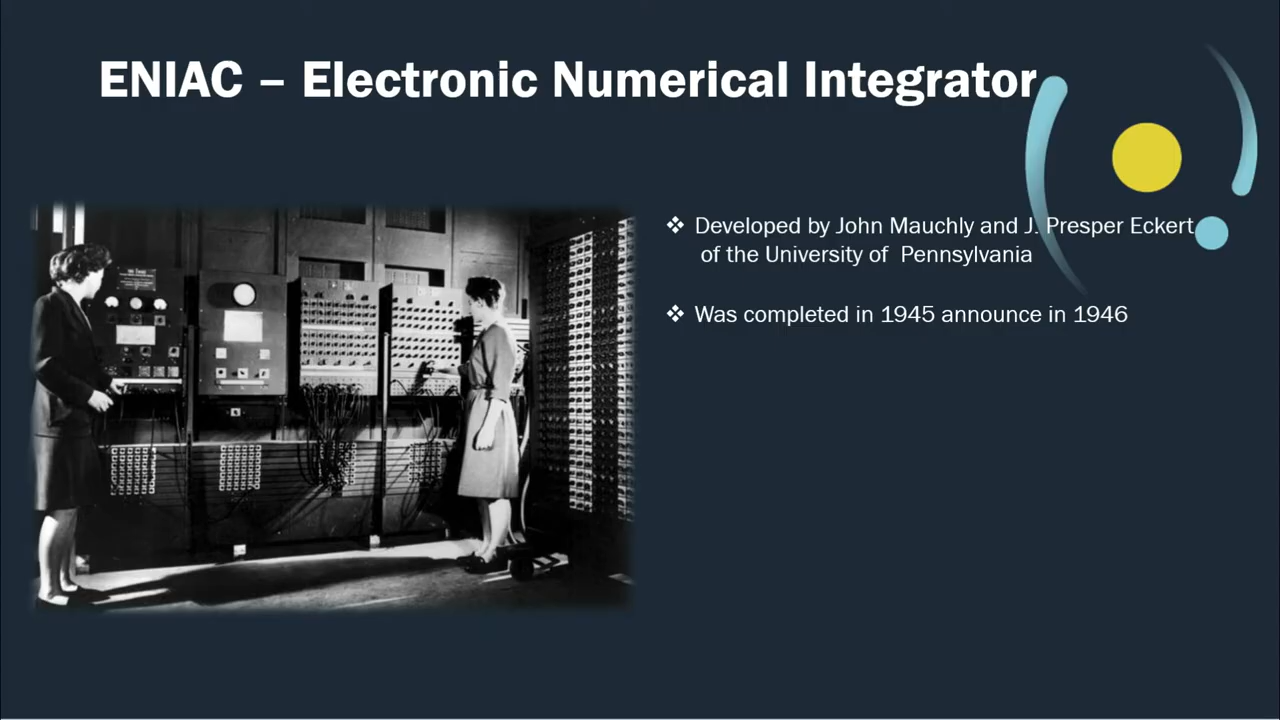 ENIAC – Electronic Numerical Integrator
❖ Developed by John Mauchly and J. Presper Eckert
of the University of Pennsylvania
❖ Was completed in 1945 announce in 1946